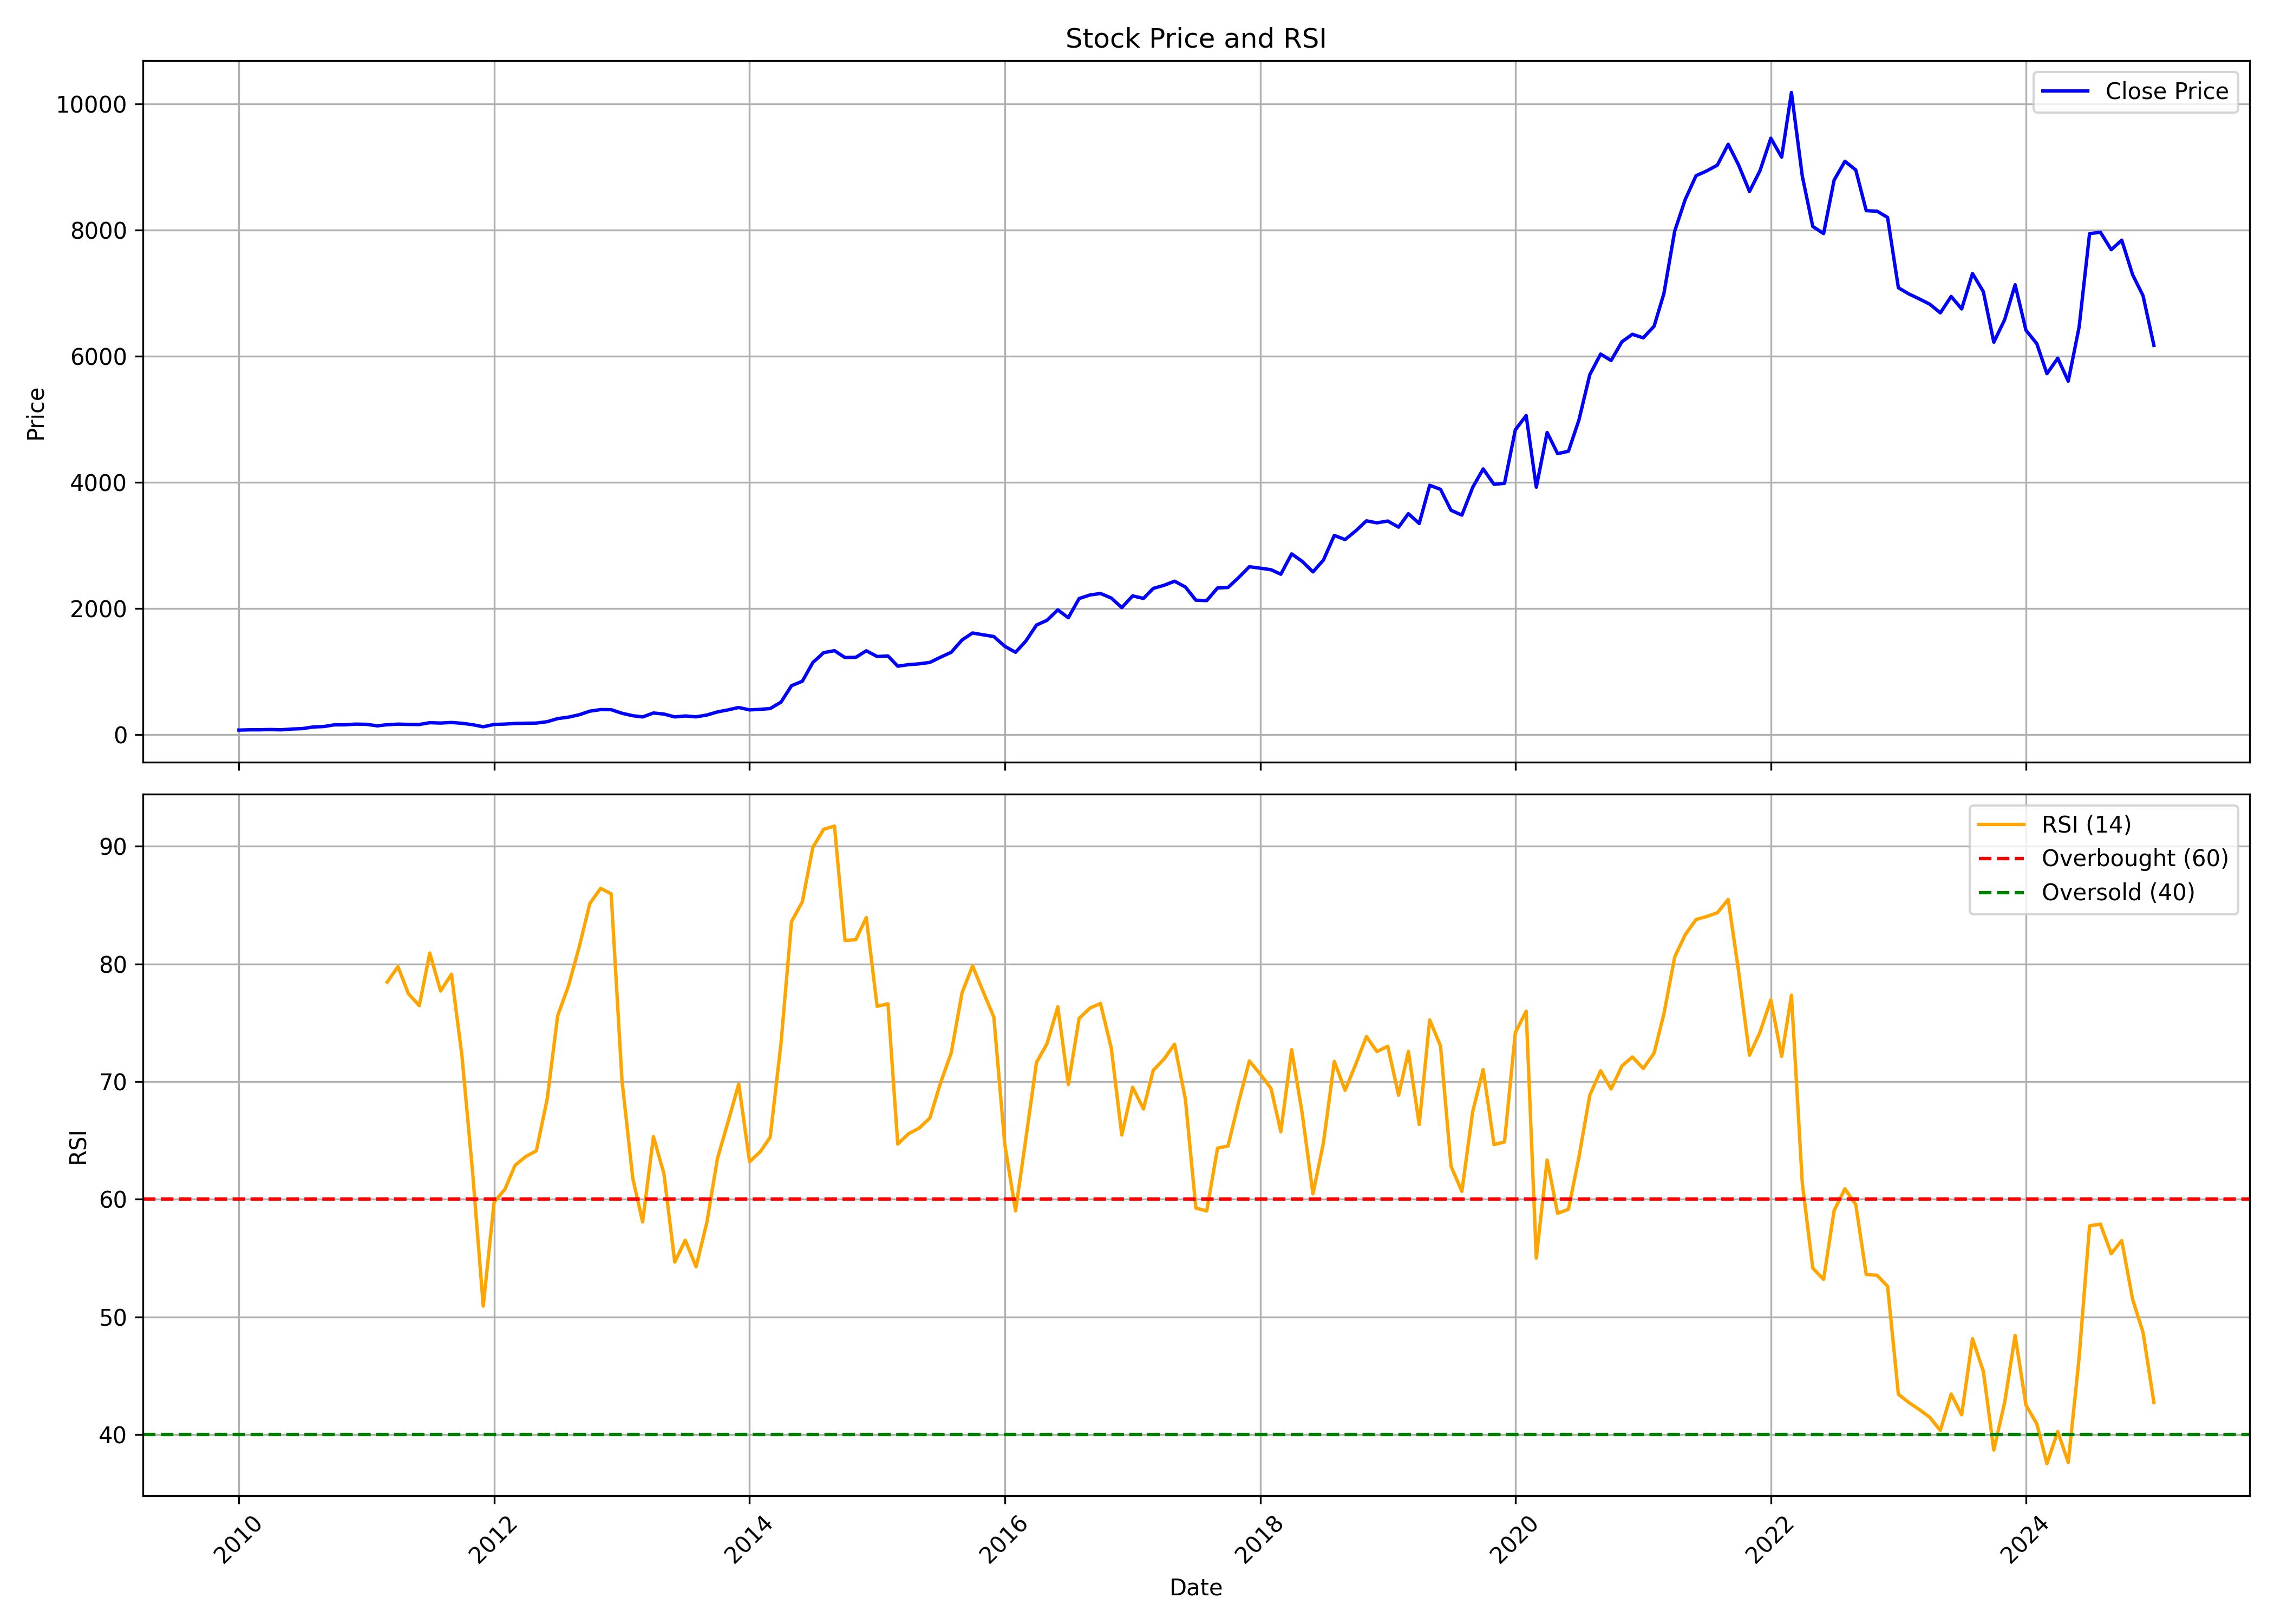 Stock Price and RSI
10000
8000
6000
4000
2000
0
Price
Close Price
90
80
70
60
50
40
RSI
RSI (14)
Overbought (60)
Oversold (40)
2010
2012
2014
2016
2018
2020
2022
2024
Date